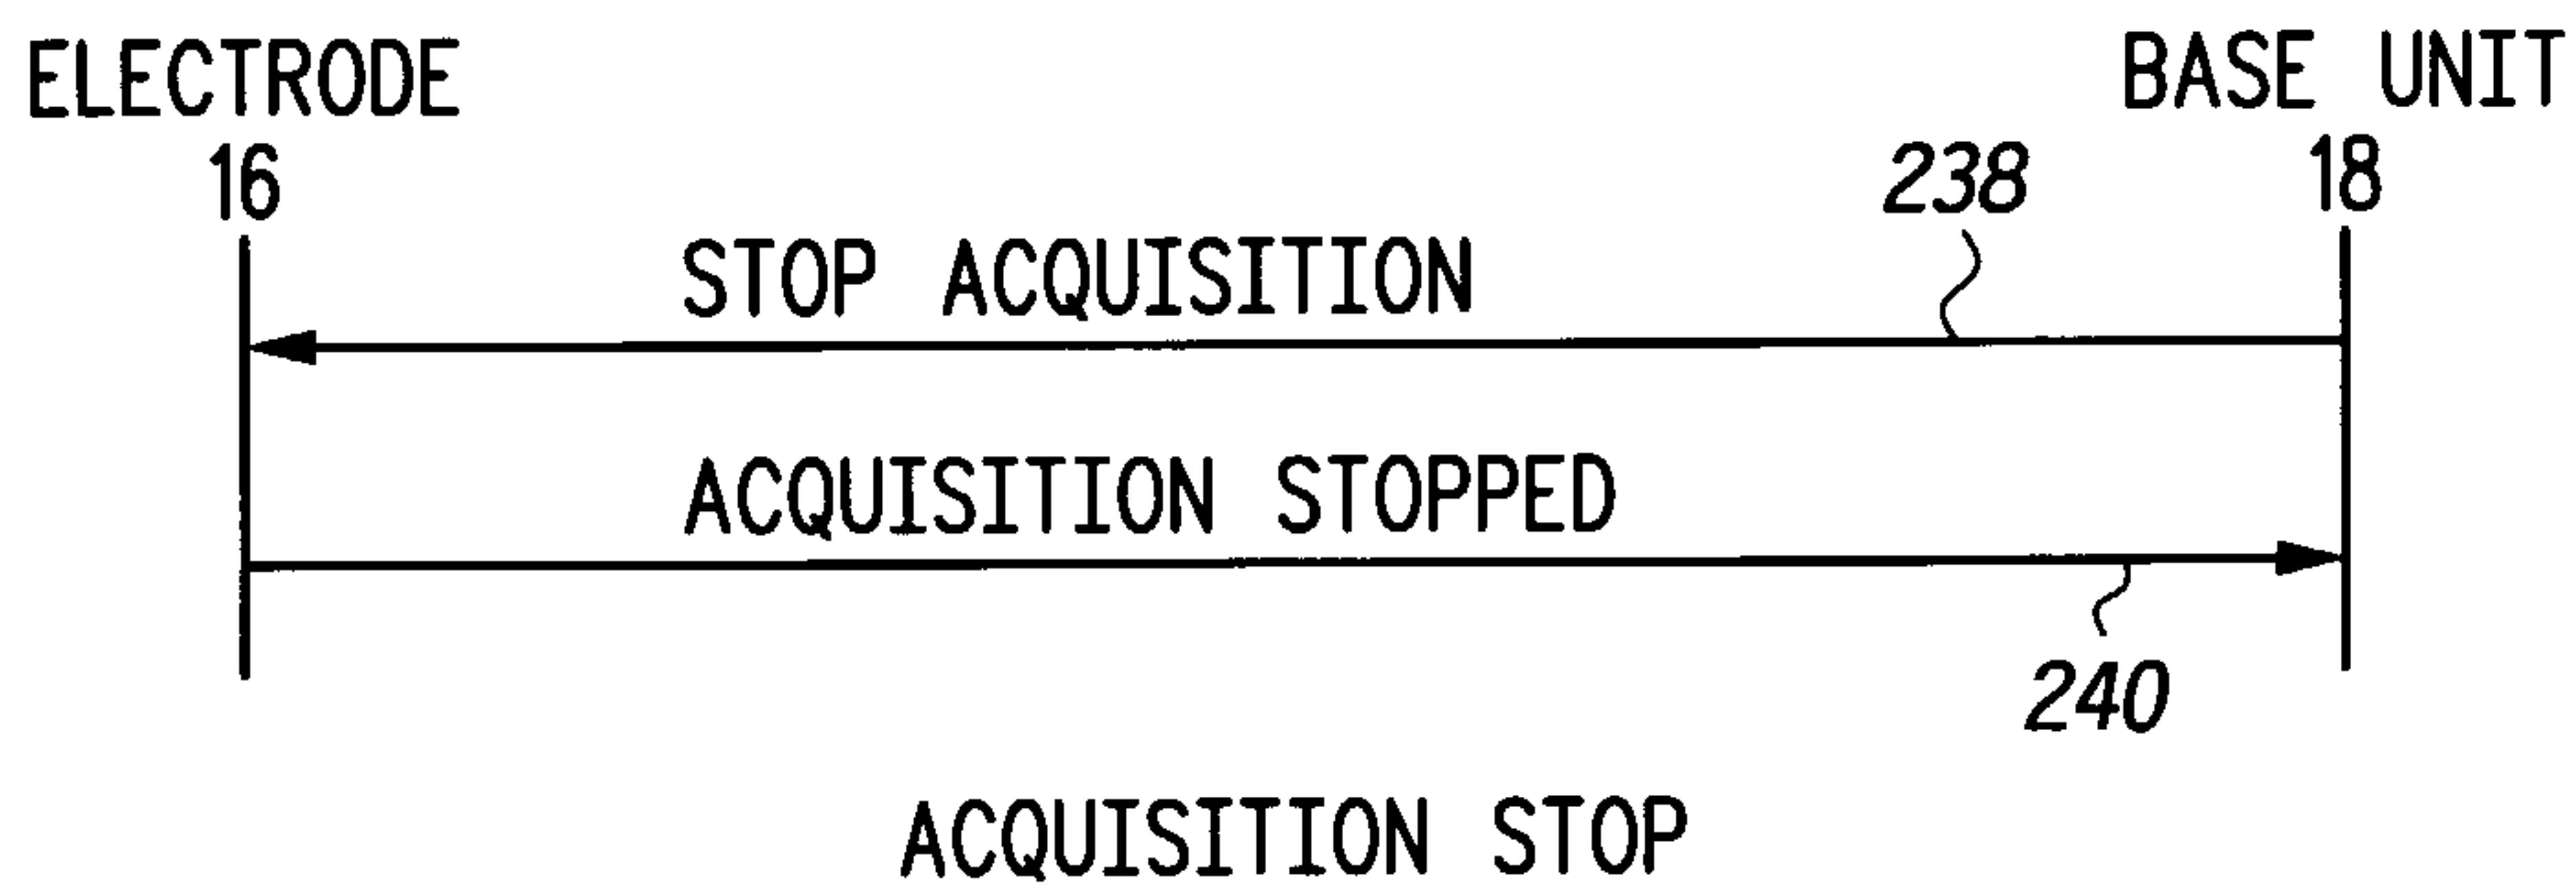 ELECTRODE
16
BASE UNIT
18
238
STOP ACQUISITION
ACQUISITION STOPPED
240
ACQUISITION STOP